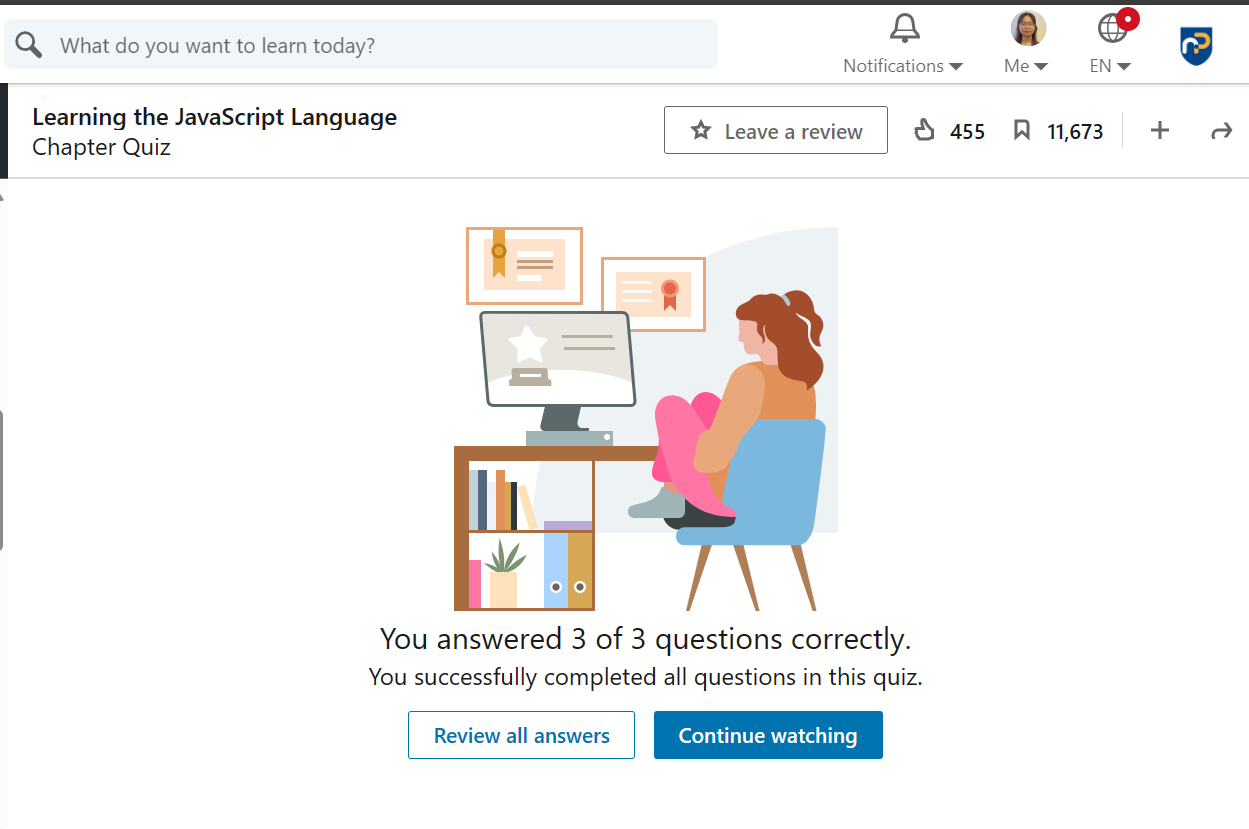 What do you want to learn today?
Notifications
Me
EN
Learning the JavaScript Language
Chapter Quiz
Leave a review
455
11,673
You answered 3 of 3 questions correctly.
You successfully completed all questions in this quiz.
Review all answers
Continue watching